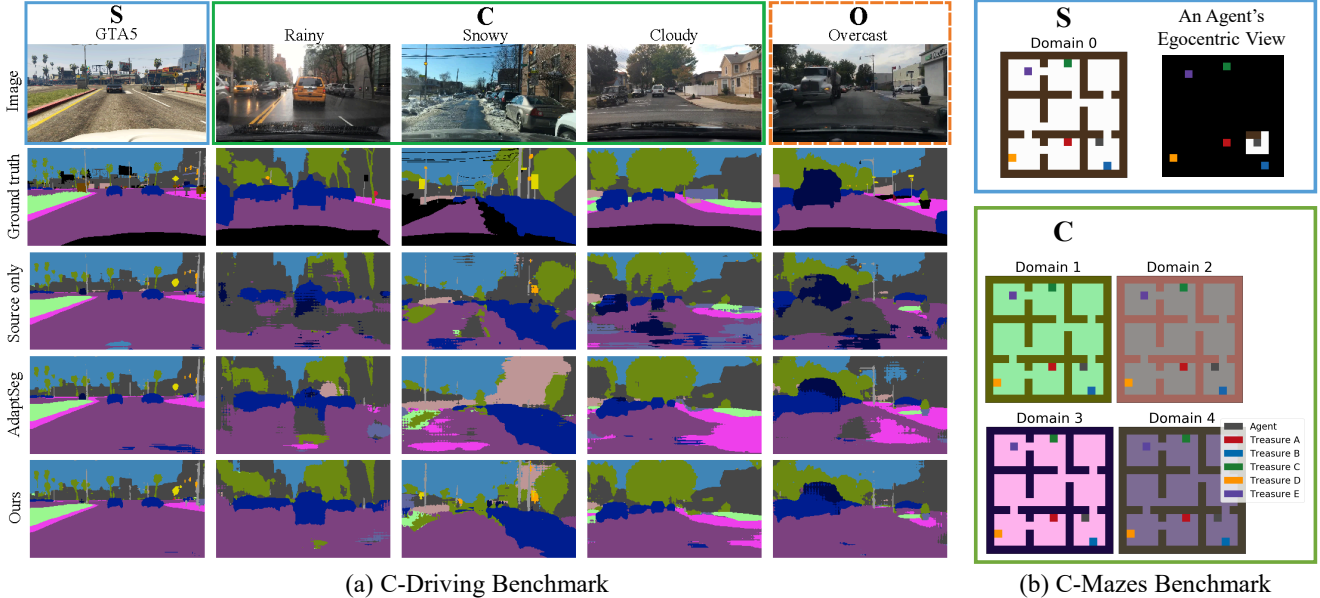 S
C
O
GTA5
Rainy
Snowy
Cloudy
Overcast
Image
Ground truth
Source only
AdaptSeg
Ours
(a) C-Driving Benchmark
S
An Agent's
Egocentric View
Domain 0
C
Domain 1
Domain 2
Domain 3
Domain 4
Agent
Treasure A
Treasure B
Treasure C
Treasure D
Treasure E
(b) C-Mazes Benchmark